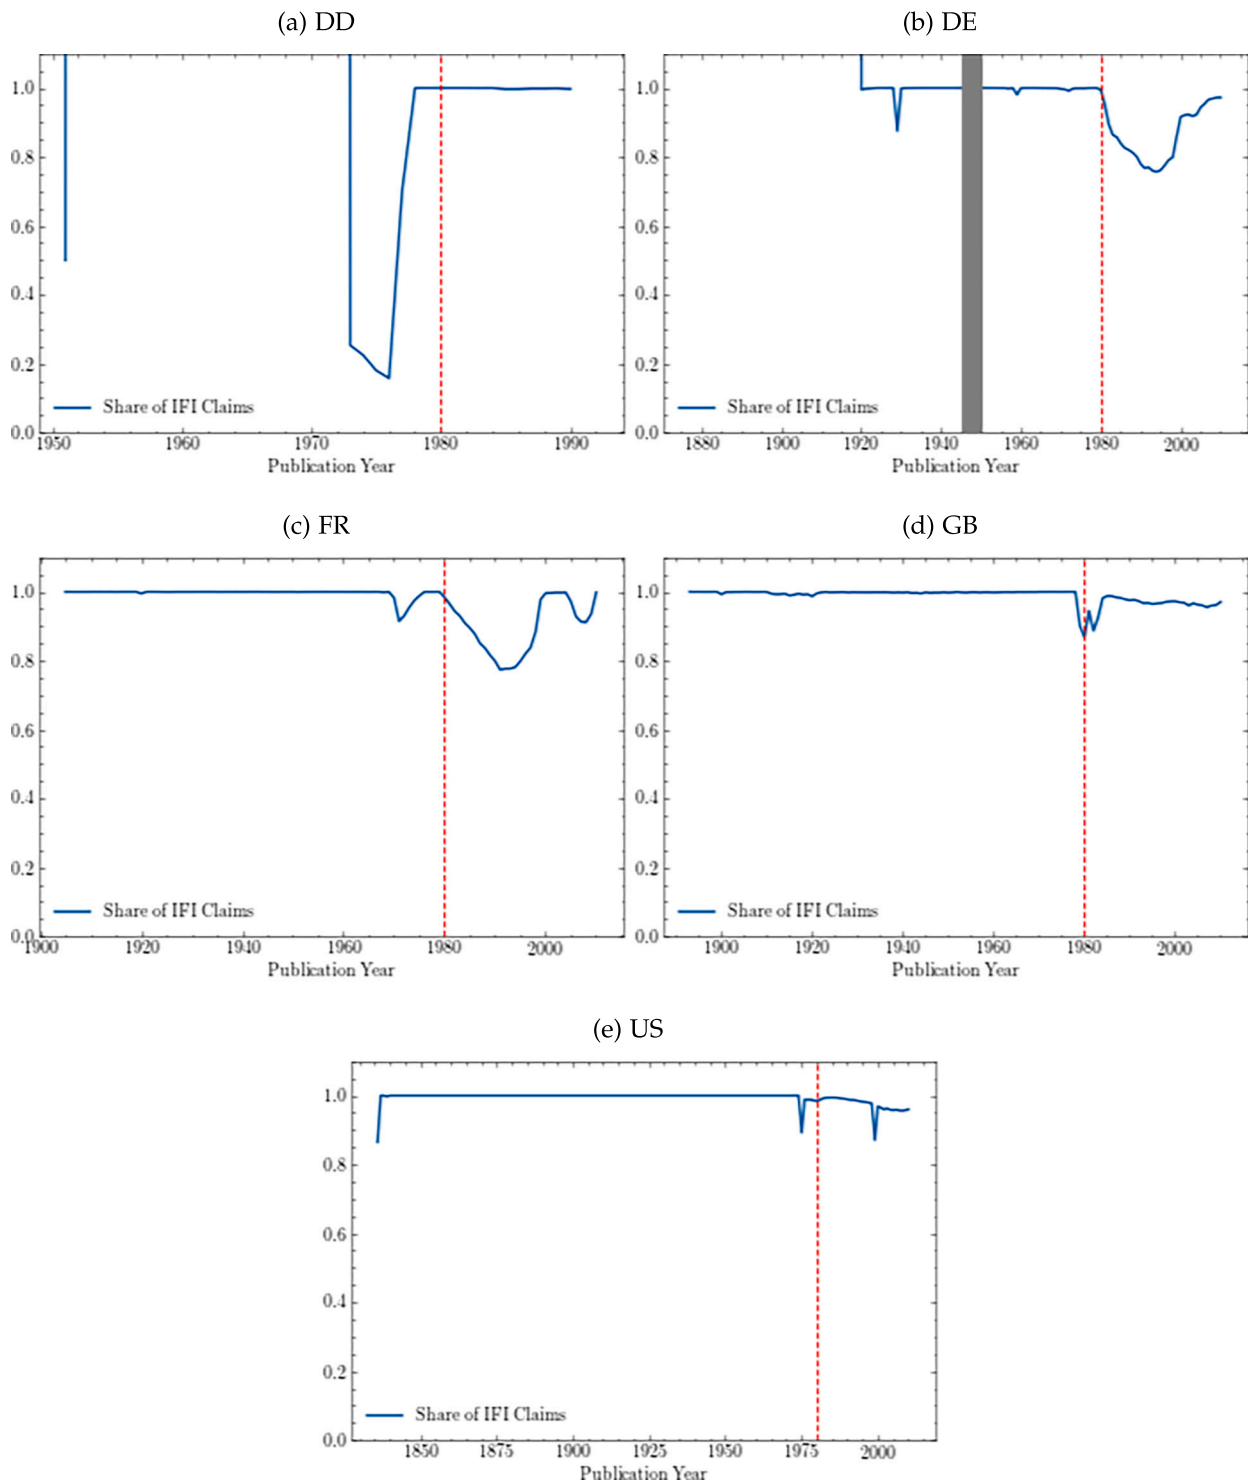 (a) DD
(b) DE
1.0
0.8
0.6
0.4
0.2
0.0
Share of IFI Claims
1950 1960 1970 1980 1990
Publication Year
1.0
0.8
0.6
0.4
0.2
0.0
Share of IFI Claims
1880 1900 1920 1940 1960 1980 2000
Publication Year
(c) FR
(d) GB
1.0
0.8
0.6
0.4
0.2
0.0
Share of IFI Claims
1900 1920 1940 1960 1980 2000
Publication Year
1.0
0.8
0.6
0.4
0.2
0.0
Share of IFI Claims
1900 1920 1940 1960 1980 2000
Publication Year
(e) US
1.0
0.8
0.6
0.4
0.2
0.0
Share of IFI Claims
1850 1875 1900 1925 1950 1975 2000
Publication Year